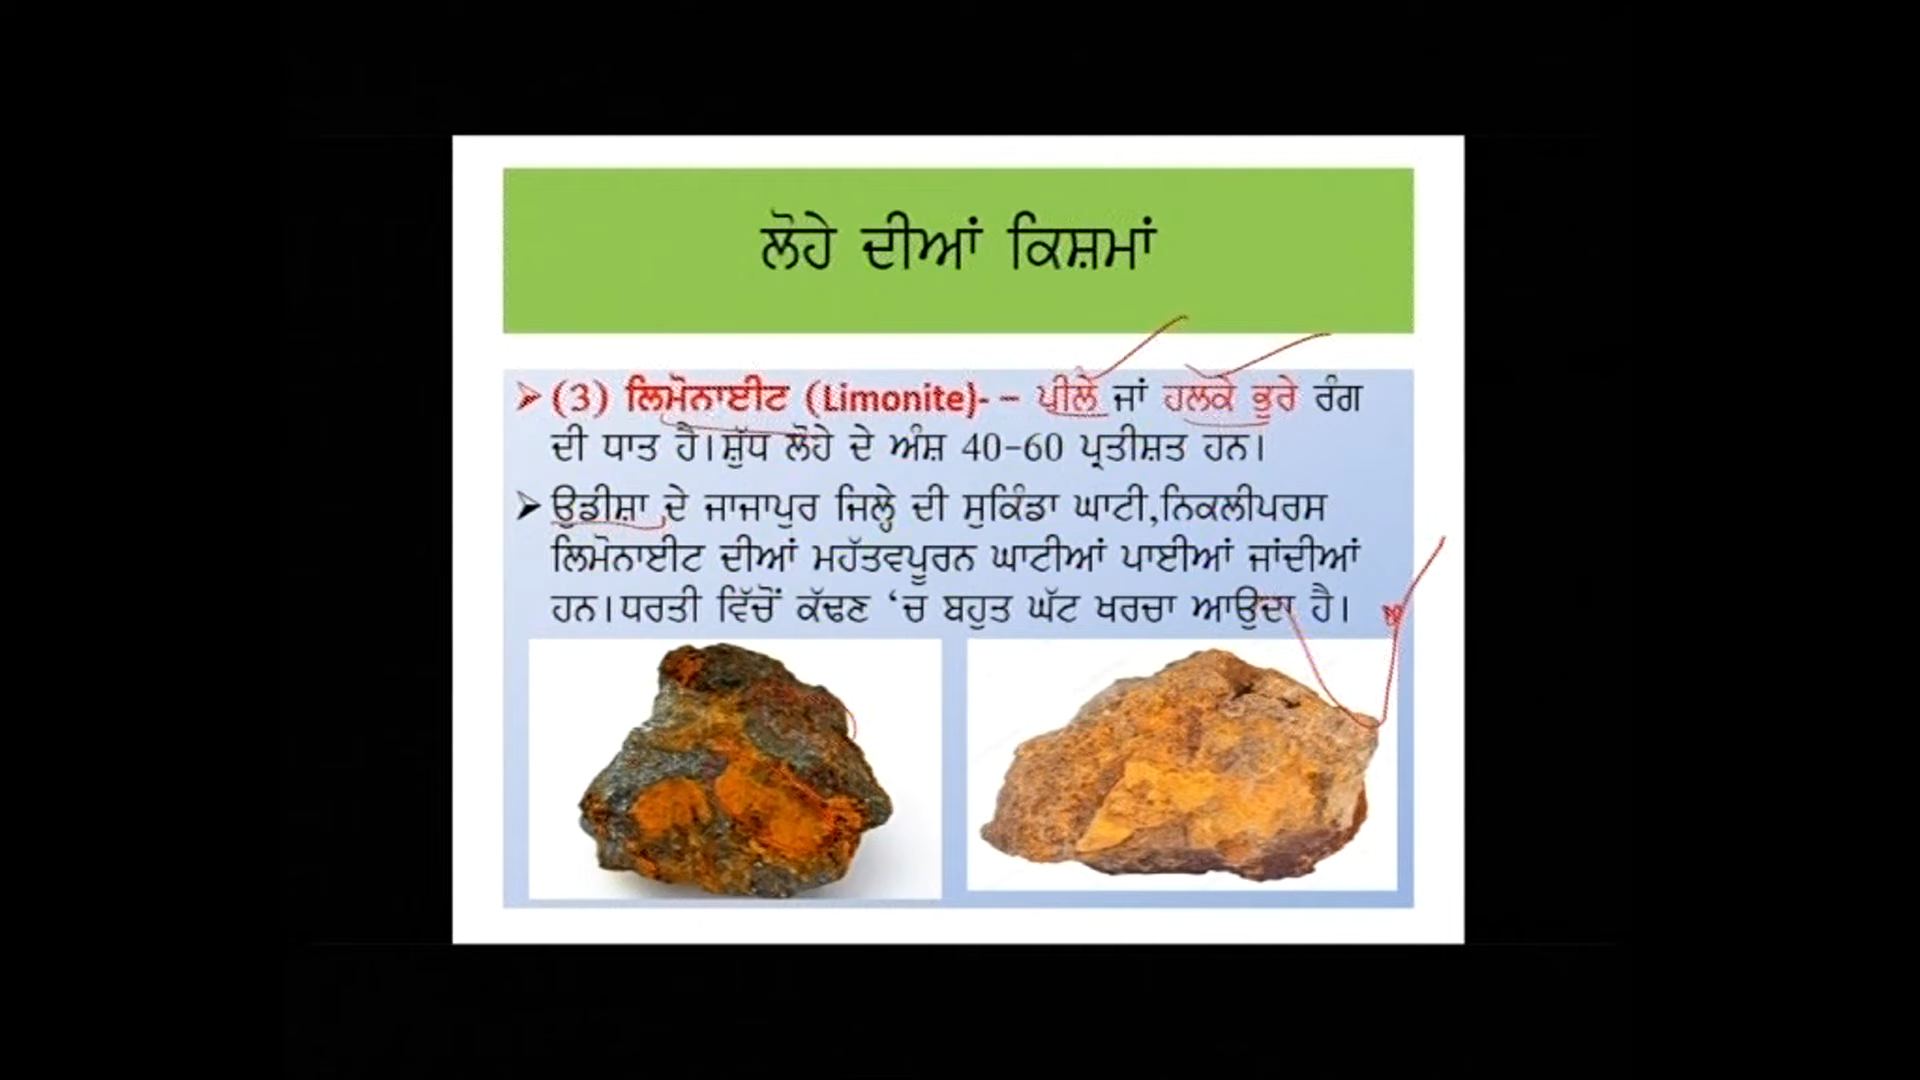 ਲੋਹੇ ਦੀਆਂ ਕਿਸ਼ਮਾਂ
(3) ਲਿਮੋਨਾਈਟ (Limonite)- – ਪੀਲੇ ਜਾਂ ਹਲਕੇ ਭੂਰੇ ਰੰਗ
ਦੀ ਧਾਤ ਹੈ। ਸ਼ੁੱਧ ਲੋਹੇ ਦੇ ਅੰਸ਼ 40-60 ਪ੍ਰਤੀਸ਼ਤ ਹਨ।
ਉਡੀਸ਼ਾ ਦੇ ਜਾਜਾਪੁਰ ਜਿਲ੍ਹੇ ਦੀ ਸੁਕਿੰਡਾ ਘਾਟੀ,ਨਿਕਲੀਪਰਸ
ਲਿਮੋਨਾਈਟ ਦੀਆਂ ਮਹੱਤਵਪੂਰਨ ਘਾਟੀਆਂ ਪਾਈਆਂ ਜਾਂਦੀਆਂ
ਹਨ। ਧਰਤੀ ਵਿੱਚੋਂ ਕੱਢਣ ‘ਚ ਬਹੁਤ ਘੱਟ ਖਰਚਾ ਆਉਦਾ ਹੈ।